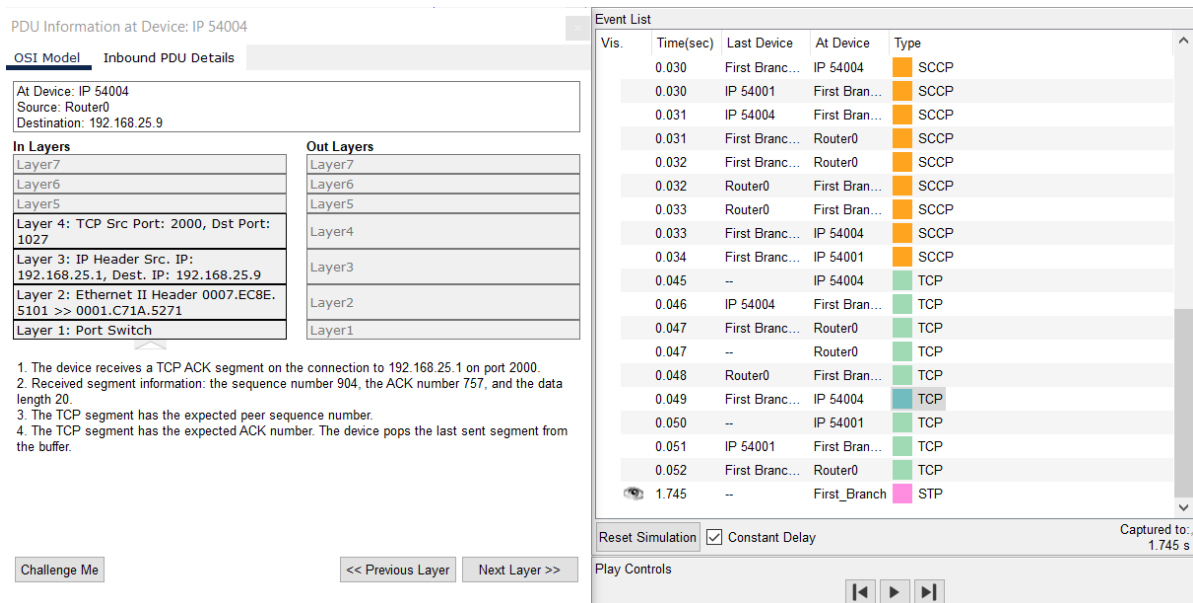 PDU Information at Device: IP 54004
OSI Model Inbound PDU Details
At Device: IP 54004
Source: Router0
Destination: 192.168.25.9
In Layers
Layer7
Layer6
Layer5
Layer 4: TCP Src Port: 2000, Dst Port:
1027
Layer 3: IP Header Src. IP:
192.168.25.1, Dest. IP: 192.168.25.9
Layer 2: Ethernet II Header 0007.EC8E.
5101 >> 0001.C71A.5271
Layer 1: Port Switch
Out Layers
Layer7
Layer6
Layer5
Layer4
Layer3
Layer2
Layer1
1. The device receives a TCP ACK segment on the connection to 192.168.25.1 on port 2000.
2. Received segment information: the sequence number 904, the ACK number 757, and the data
length 20.
3. The TCP segment has the expected peer sequence number.
4. The TCP segment has the expected ACK number. The device pops the last sent segment from
the buffer.
Challenge Me << Previous Layer Next Layer >>
Event List
Vis. Time(sec) Last Device At Device Type
0.030 First Branc... IP 54004 SCCP
0.030 IP 54001 First Bran... SCCP
0.031 IP 54004 First Bran... SCCP
0.031 First Branc... Router0 SCCP
0.032 First Branc... Router0 SCCP
0.032 Router0 First Bran... SCCP
0.033 Router0 First Bran... SCCP
0.033 First Branc... IP 54004 SCCP
0.034 First Branc... IP 54001 SCCP
0.045 -- IP 54004 TCP
0.046 IP 54004 First Bran... TCP
0.047 First Branc... Router0 TCP
0.047 -- Router0 TCP
0.048 Router0 First Bran... TCP
0.049 First Branc... IP 54004 TCP
0.050 -- IP 54001 TCP
0.051 IP 54001 First Bran... TCP
0.052 First Branc... Router0 TCP
1.745 -- First_Branch STP
Reset Simulation Constant Delay
Captured to:
1.745 s
Play Controls